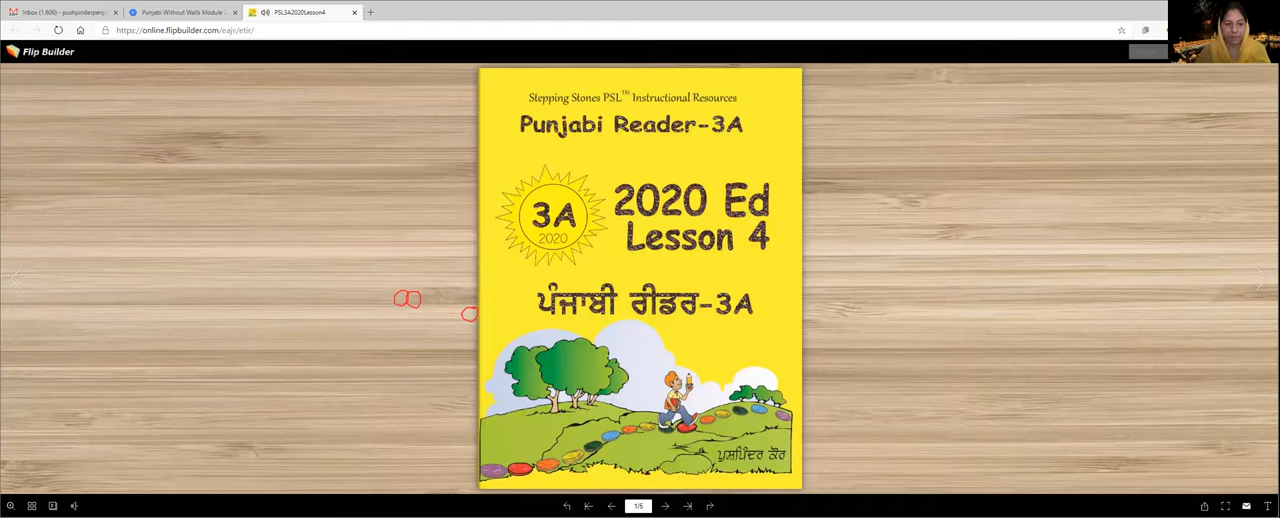 Inbox (1,606) - pushpinderpenji
Punjabi Without Walls Module
PSL3A2020Lesson4
https://online.flipbuilder.com/eajv/etir/
Flip Builder
Stepping Stones PSL™ Instructional Resources
Punjabi Reader-3A
3A
2020
2020 Ed
Lesson 4
ਪੰਜਾਬੀ ਰੀਡਰ-3A
ਪੁਸ਼ਪਿੰਦਰ ਕੌਰ
1/5